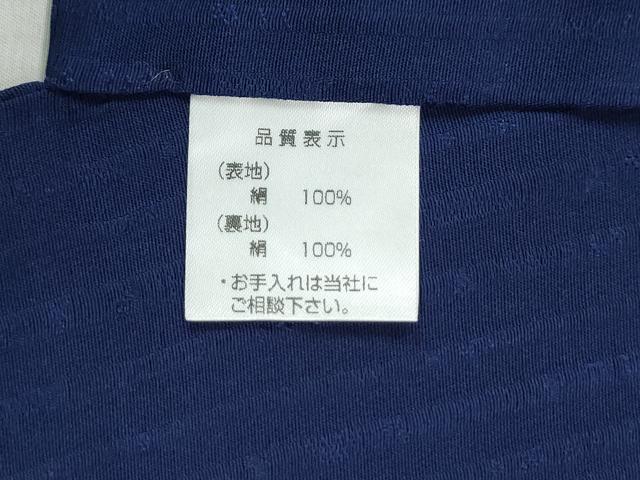 品質表示
(表地)
絹 100%
(裏地)
絹 100%
・お手入れは当社に
ご相談下さい。